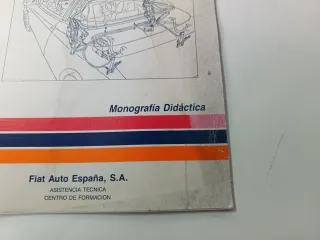 Monografía Didáctica
Fiat Auto España, S.A.
ASISTENCIA TECNICA
CENTRO DE FORMACION